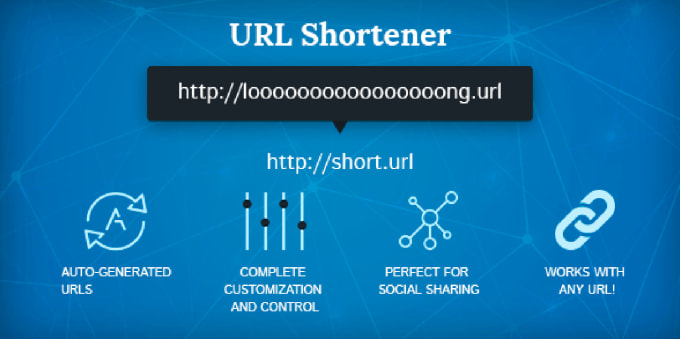 URL Shortener
http://looooooooooooooooong.url
http://short.url
A
AUTO-GENERATED
URLS
COMPLETE
CUSTOMIZATION
AND CONTROL
PERFECT FOR
SOCIAL SHARING
WORKS WITH
ANY URL!